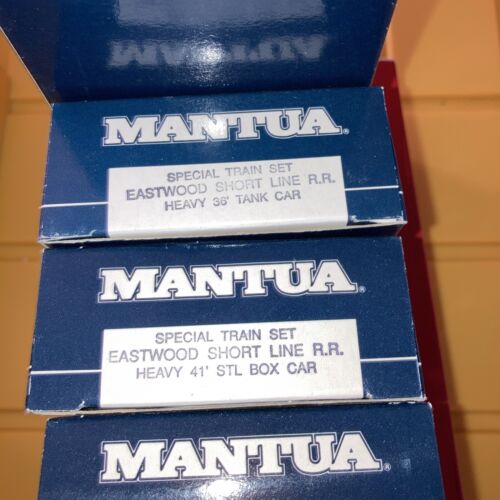 MANTUA®
SPECIAL TRAIN SET
EASTWOOD SHORT LINE R.R.
HEAVY 36' TANK CAR
MANTUA®
SPECIAL TRAIN SET
EASTWOOD SHORT LINE R.R.
HEAVY 41' STL BOX CAR
MANTUA®